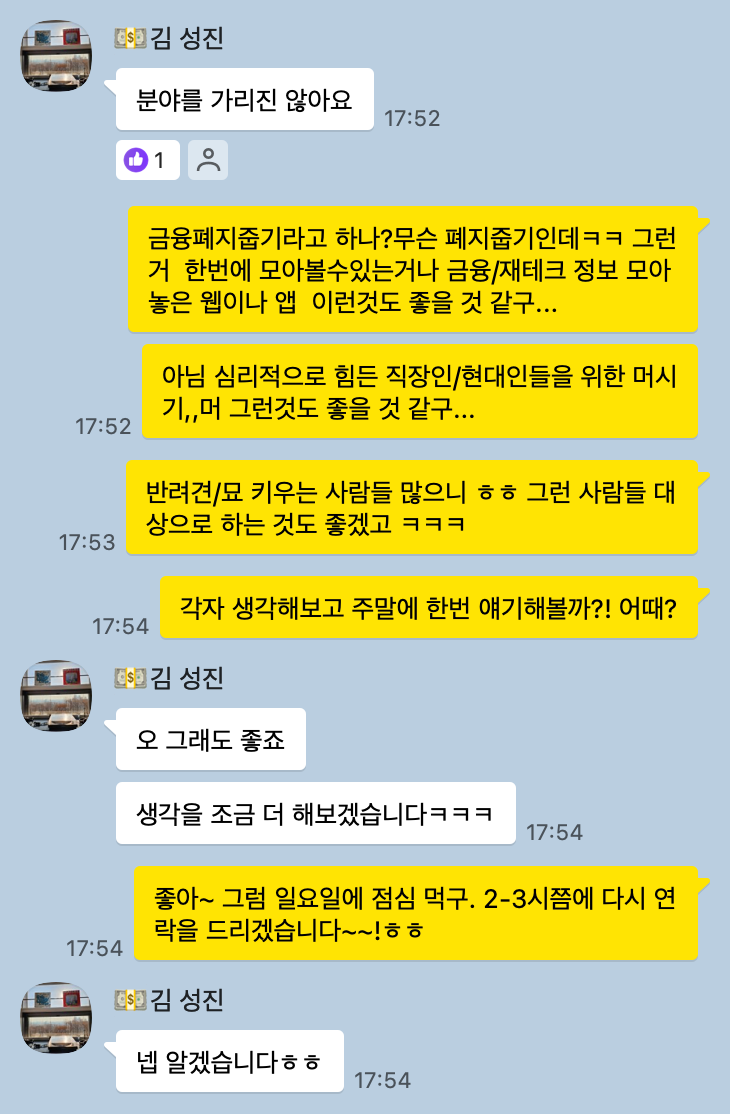 💵김 성진
분야를 가리진 않아요
17:52
1
금융폐지줍기라고 하나?무슨 폐지줍기인데ㅋㅋ 그런
거  한번에 모아볼수있는거나 금융/재테크 정보 모아
놓은 웹이나 앱  이런것도 좋을 것 같구...
아님 심리적으로 힘든 직장인/현대인들을 위한 머시
기,,머 그런것도 좋을 것 같구...
17:52
반려견/묘 키우는 사람들 많으니 ㅎㅎ 그런 사람들 대
상으로 하는 것도 좋겠고 ㅋㅋㅋ
17:53
각자 생각해보고 주말에 한번 얘기해볼까?! 어때?
17:54
💵김 성진
오 그래도 좋죠
생각을 조금 더 해보겠습니다ㅋㅋㅋ
17:54
좋아~ 그럼 일요일에 점심 먹구. 2-3시쯤에 다시 연
락을 드리겠습니다~~!ㅎㅎ
17:54
💵김 성진
넵 알겠습니다ㅎㅎ
17:54